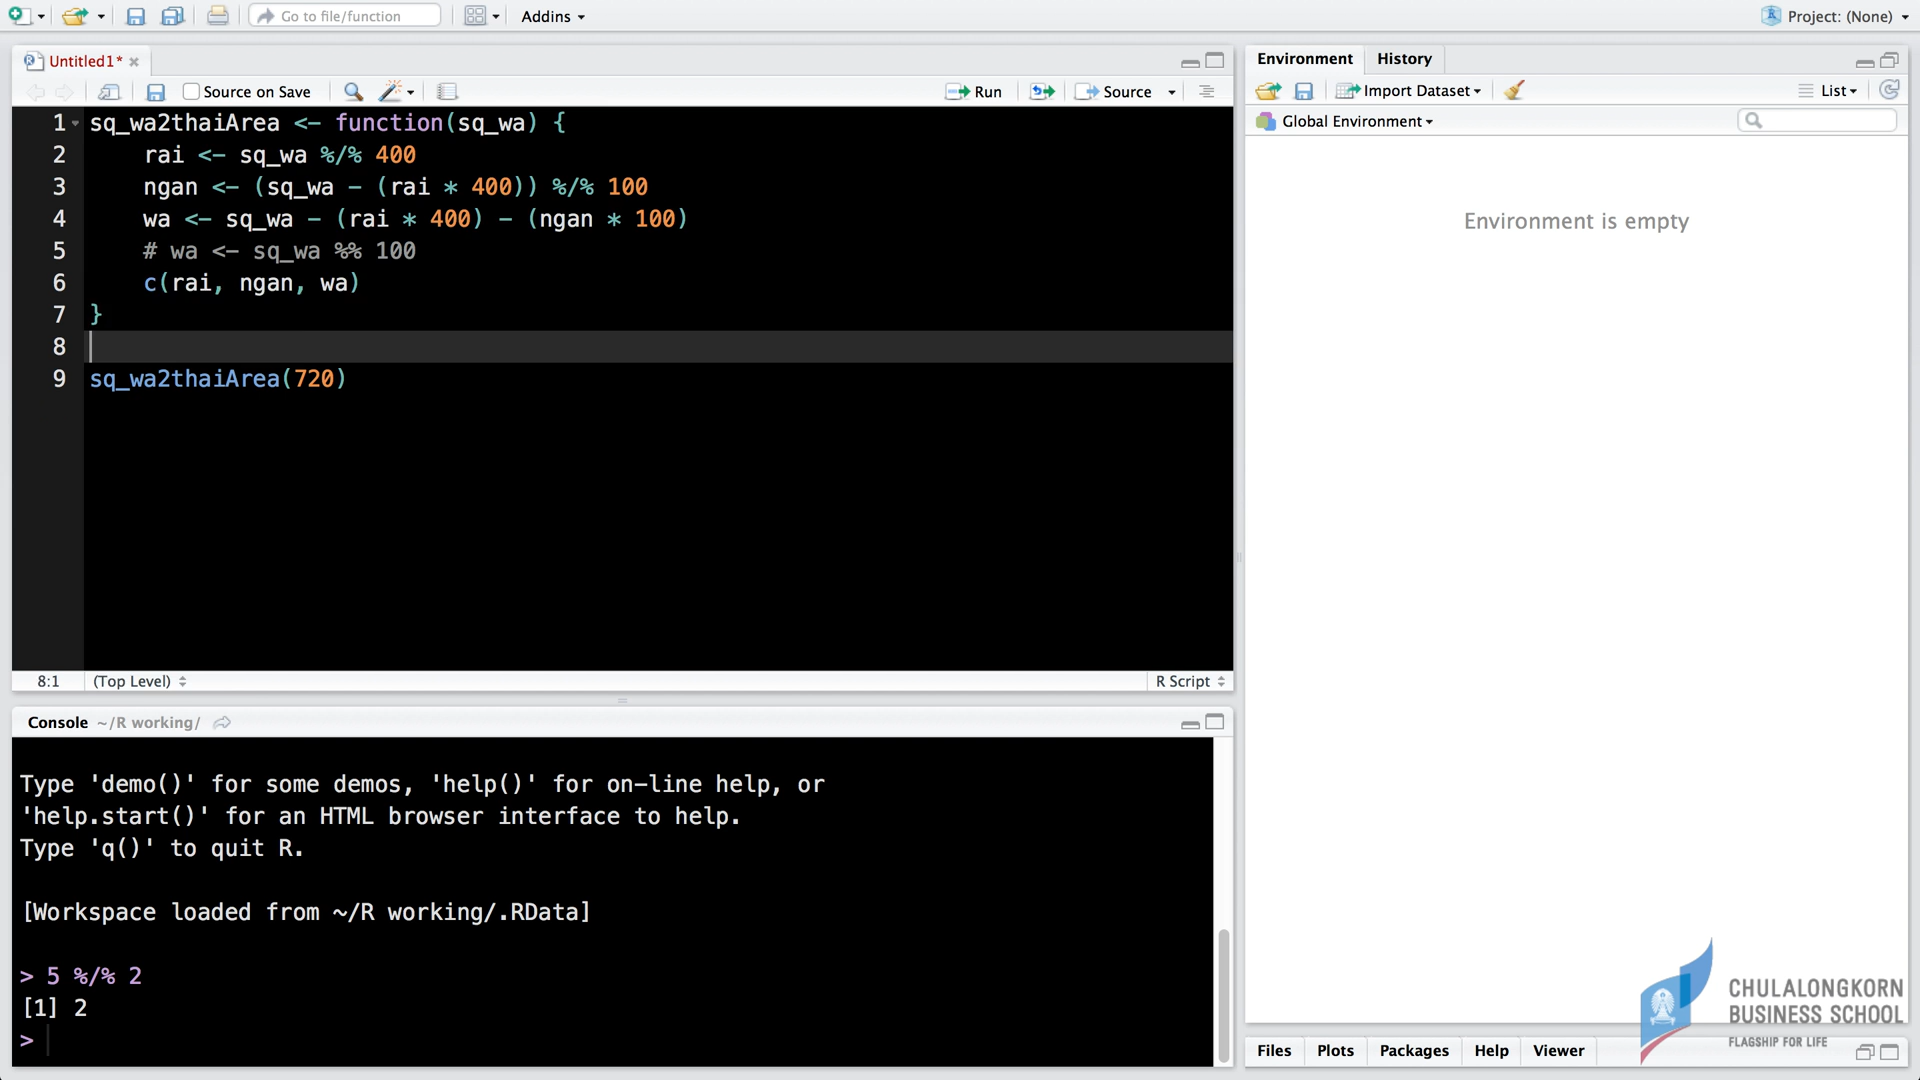 Go to file/function
Addins
Project: (None)
Untitled1*
Source on Save
Run
Source
1 sq_wa2thaiArea <- function(sq_wa) {
2     rai <- sq_wa %/% 400
3     ngan <- (sq_wa - (rai * 400)) %/% 100
4     wa <- sq_wa - (rai * 400) - (ngan * 100)
5     # wa <- sq_wa %% 100
6     c(rai, ngan, wa)
7 }
8
9 sq_wa2thaiArea(720)
8:1 (Top Level)
R Script
Console ~/R working/
Type 'demo()' for some demos, 'help()' for on-line help, or
'help.start()' for an HTML browser interface to help.
Type 'q()' to quit R.
[Workspace loaded from ~/R working/.RData]
> 5 %/% 2
[1] 2
>
Environment History
Import Dataset
List
Global Environment
Environment is empty
Files Plots Packages Help Viewer
CHULALONGKORN
BUSINESS SCHOOL
FLAGSHIP FOR LIFE